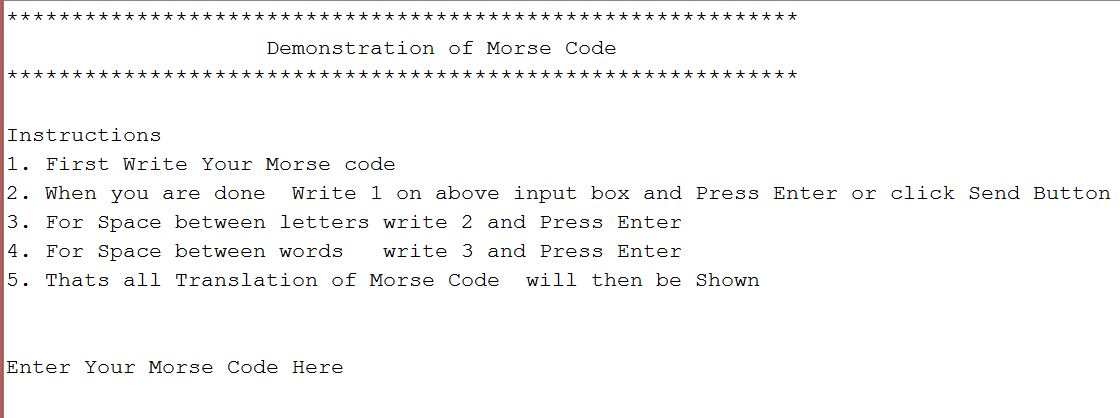 *************************************************************
Demonstration of Morse Code
*************************************************************
Instructions
1. First Write Your Morse code
2. When you are done  Write 1 on above input box and Press Enter or click Send Button
3. For Space between letters write 2 and Press Enter
4. For Space between words   write 3 and Press Enter
5. Thats all Translation of Morse Code  will then be Shown
Enter Your Morse Code Here